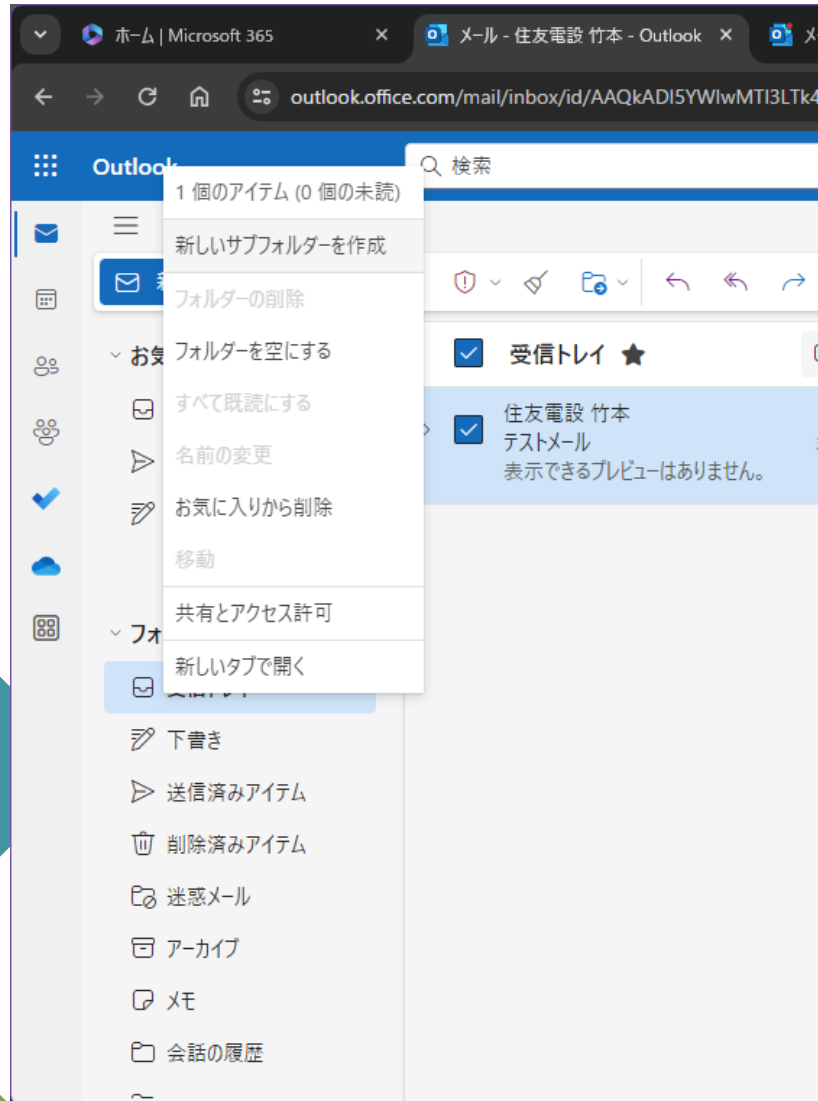 ホーム | Microsoft 365
メール - 住友電設 竹本 - Outlook
outlook.office.com/mail/inbox/id/AAQkADI5YWIwMTI3LTk4
Outlook
検索
1 個のアイテム (0 個の未読)
新しいサブフォルダーを作成
フォルダーの削除
フォルダーを空にする
すべて既読にする
名前の変更
お気に入りから削除
移動
共有とアクセス許可
新しいタブで開く
お気
フォ
下書き
送信済みアイテム
削除済みアイテム
迷惑メール
アーカイブ
メモ
会話の履歴
受信トレイ
住友電設 竹本
テストメール
表示できるプレビューはありません。